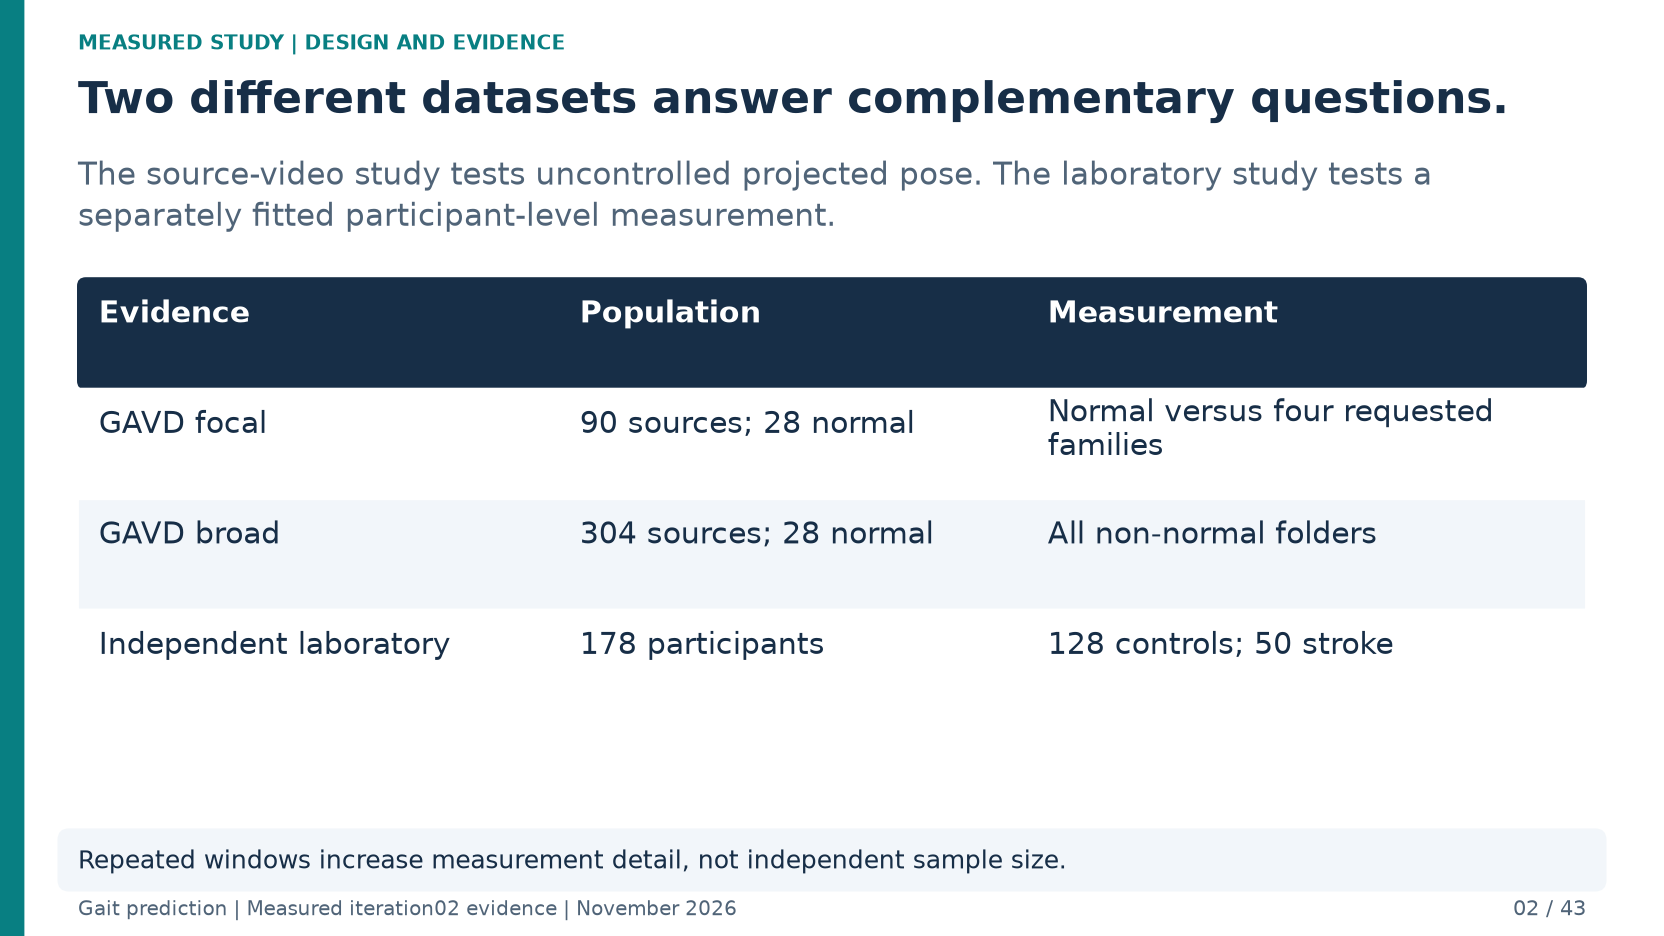 MEASURED STUDY | DESIGN AND EVIDENCE
Two different datasets answer complementary questions.
The source-video study tests uncontrolled projected pose. The laboratory study tests a
separately fitted participant-level measurement.
Evidence Population Measurement
GAVD focal 90 sources; 28 normal Normal versus four requested
families
GAVD broad 304 sources; 28 normal All non-normal folders
Independent laboratory 178 participants 128 controls; 50 stroke
Repeated windows increase measurement detail, not independent sample size.
Gait prediction | Measured iteration02 evidence | November 2026 02 / 43